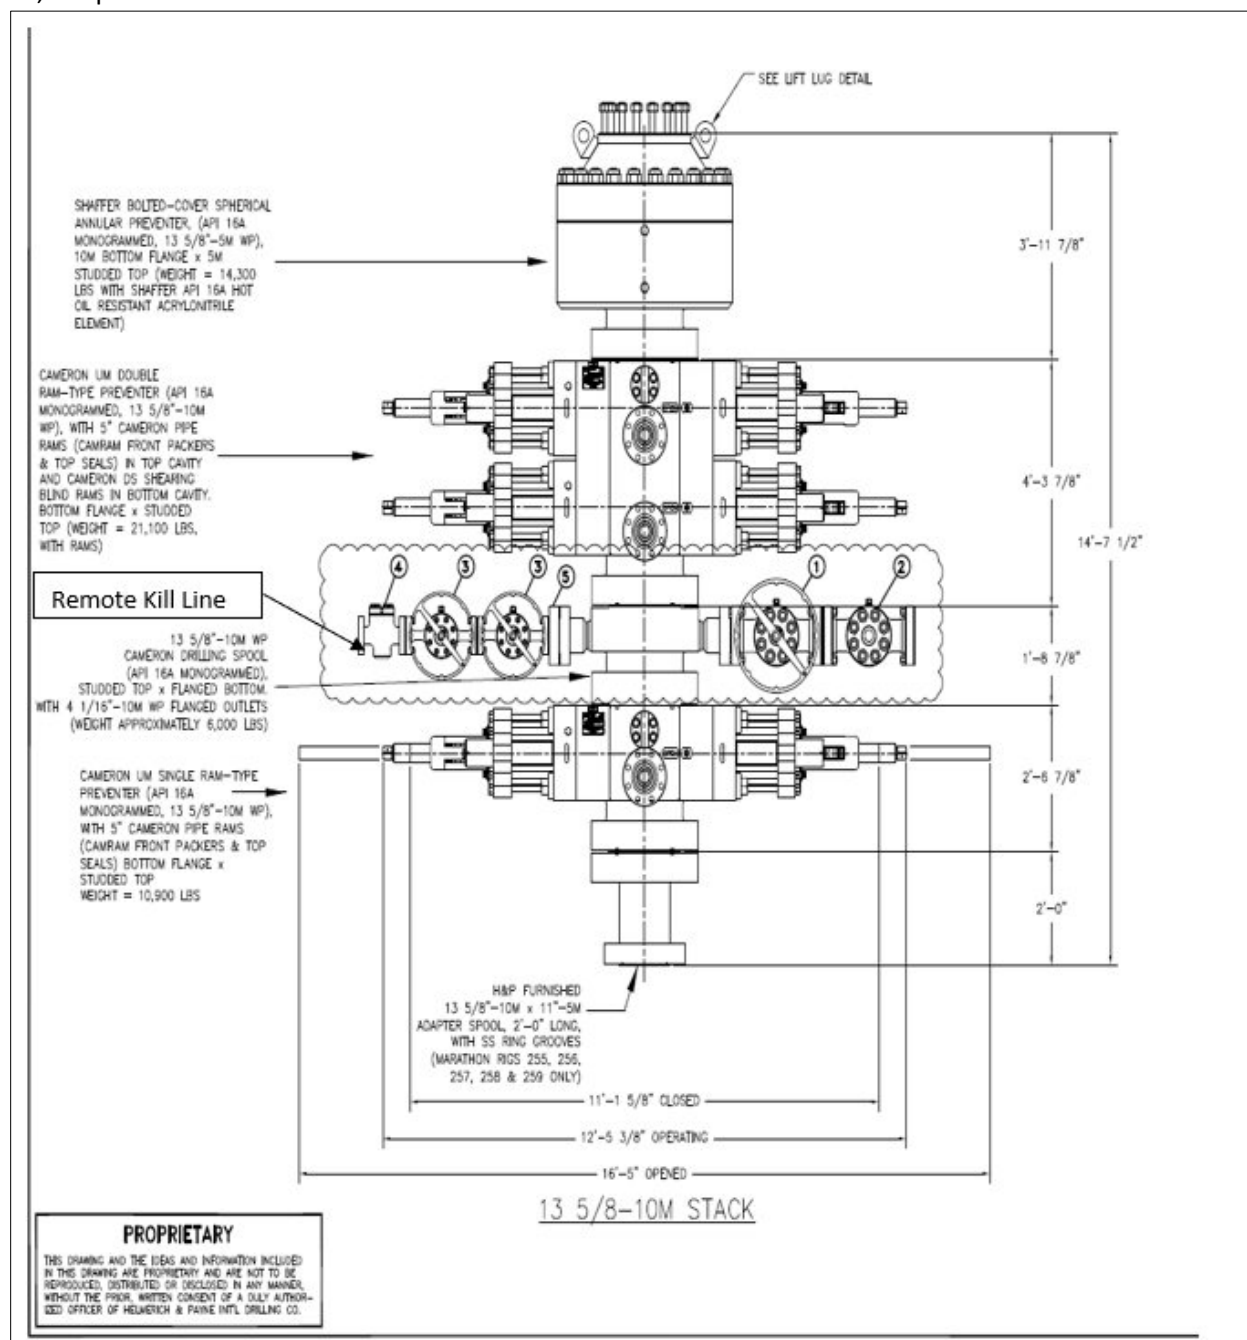 SEE LIFT LUG DETAIL
SHAFFER BOLTED-COVER SPHERICAL
ANNULAR PREVENTER, (API 16A
MONOGRAMMED, 13 5/8"-5M WP),
10M BOTTOM FLANGE x 5M
STUDDED TOP (WEIGHT = 14,300
LBS WITH SHAFFER API 16A HOT
OIL RESISTANT ACRYLONITRILE
ELEMENT)
3'-11 7/8"
CAMERON UM DOUBLE
RAM-TYPE PREVENTER (API 16A
MONOGRAMMED, 13 5/8"-10M
WP), WITH 5" CAMERON PIPE
RAMS (CAMRAM FRONT PACKERS
& TOP SEALS) IN TOP CAVITY
AND CAMERON DS SHEARING
BLIND RAMS IN BOTTOM CAVITY.
BOTTOM FLANGE x STUDDED
TOP (WEIGHT = 21,100 LBS,
WITH RAMS)
4'-3 7/8"
14'-7 1/2"
4
3
3
5
1
2
Remote Kill Line
13 5/8"-10M WP
CAMERON DRILLING SPOOL
(API 16A MONOGRAMMED),
STUDDED TOP x FLANGED BOTTOM.
WITH 4 1/16"-10M WP FLANGED OUTLETS
(WEIGHT APPROXIMATELY 6,000 LBS)
1'-8 7/8"
CAMERON UM SINGLE RAM-TYPE
PREVENTER (API 16A
MONOGRAMMED, 13 5/8"-10M WP),
WITH 5" CAMERON PIPE RAMS
(CAMRAM FRONT PACKERS & TOP
SEALS) BOTTOM FLANGE x
STUDDED TOP
WEIGHT = 10,900 LBS
2'-6 7/8"
2'-0"
H&P FURNISHED
13 5/8"-10M x 11"-5M
ADAPTER SPOOL, 2'-0" LONG,
WITH SS RING GROOVES
(MARATHON RIGS 255, 256,
257, 258 & 259 ONLY)
11'-1 5/8" CLOSED
12'-5 3/8" OPERATING
16'-5" OPENED
13 5/8-10M STACK
PROPRIETARY
THIS DRAWING AND THE IDEAS AND INFORMATION INCLUDED
IN THIS DRAWING ARE PROPRIETARY AND ARE NOT TO BE
REPRODUCED, DISTRIBUTED OR DISCLOSED IN ANY MANNER,
WITHOUT THE PRIOR, WRITTEN CONSENT OF A DULY AUTHOR-
IZED OFFICER OF HELMERICH & PAYNE INT'L DRILLING CO.